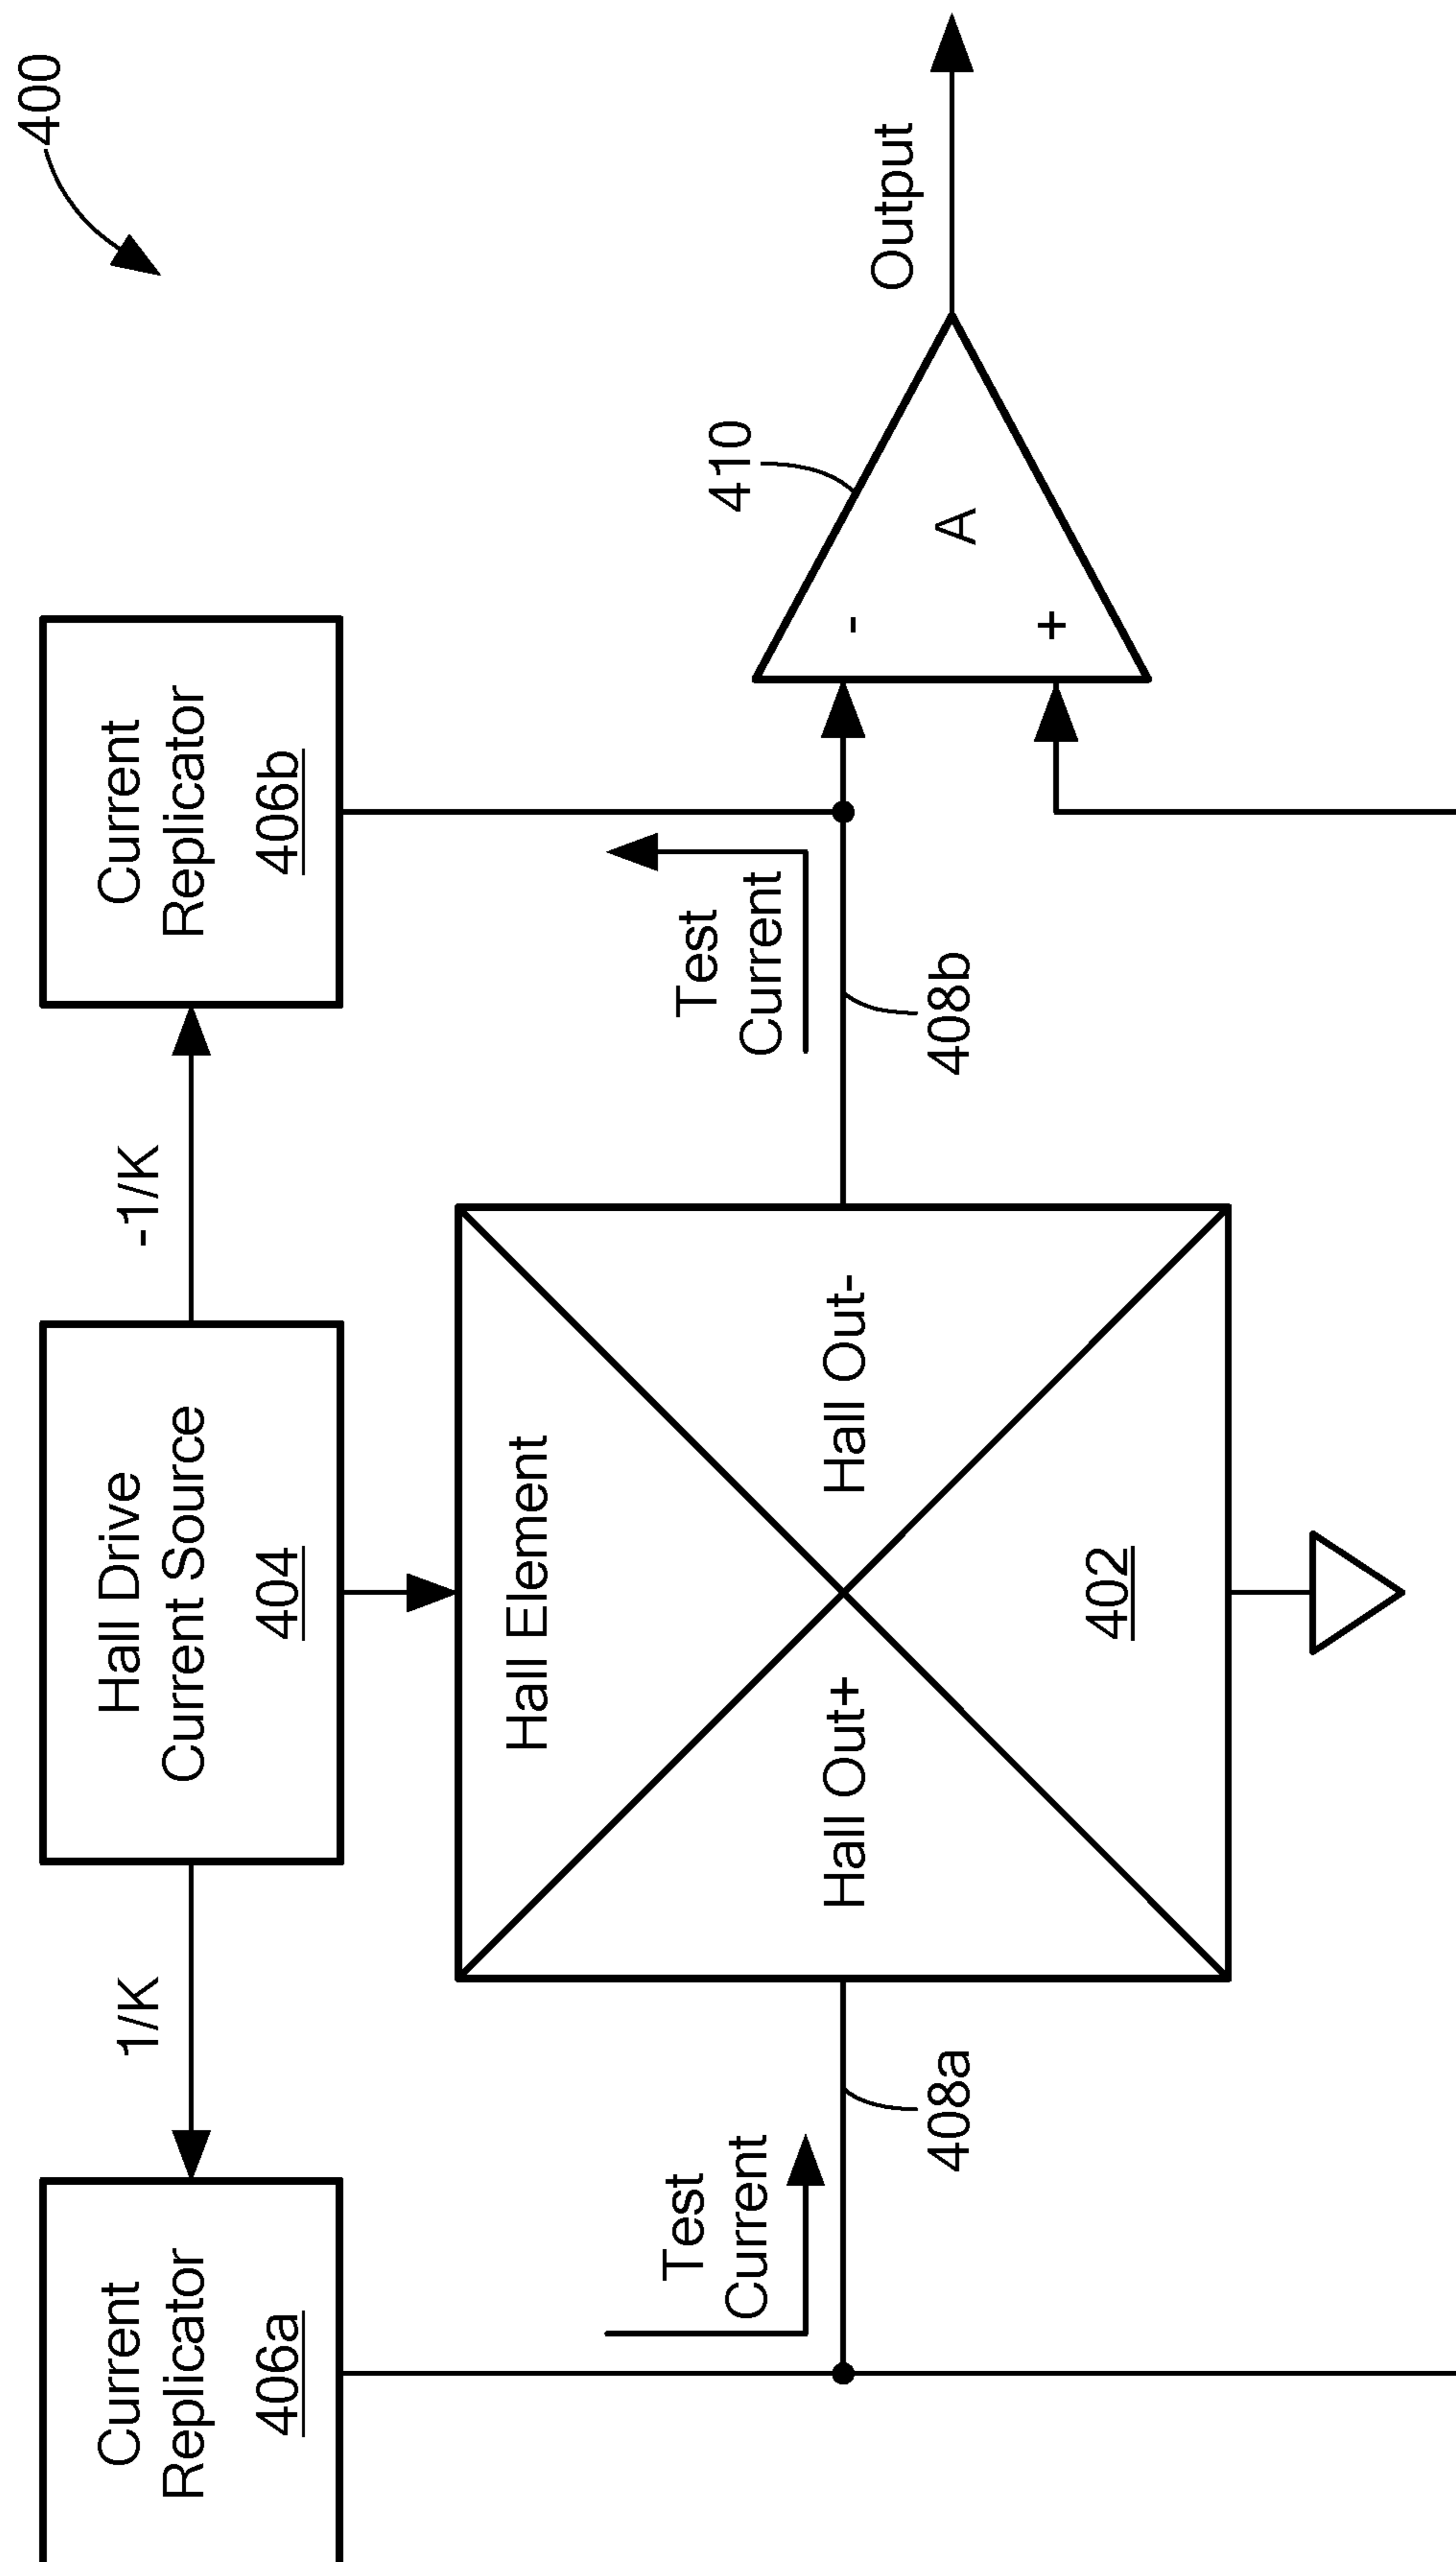 400
Current
Replicator
406a
1/K
Hall Drive
Current Source
404
-1/K
Current
Replicator
406b
Test
Current
408a
Hall Element
Hall Out+
Hall Out-
402
Test
Current
408b
410
-
A
+
Output